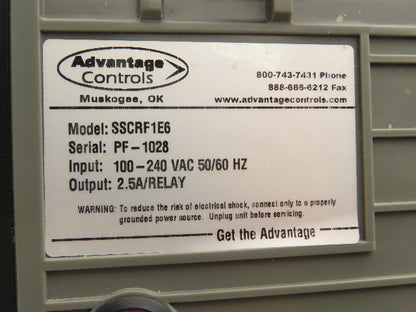 Advantage
Controls
Muskogee, OK
800-743-7431 Phone
888-686-6212 Fax
www.advantagecontrols.com
Model: SSCRF1E6
Serial: PF-1028
Input: 100-240 VAC 50/60 HZ
Output: 2.5A/RELAY
WARNING: To reduce the risk of electrical shock, connect only to a properly
grounded power source. Unplug unit before servicing.
Get the Advantage